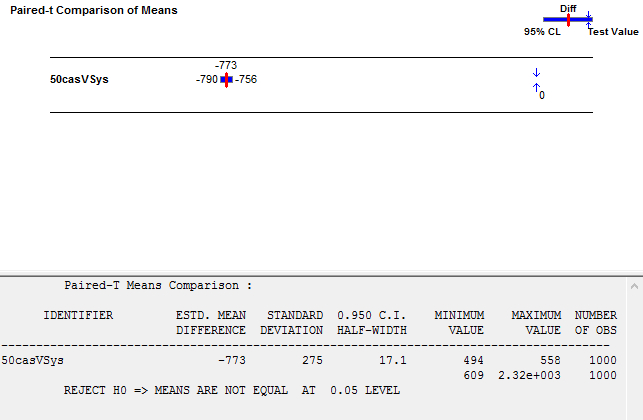 Paired-t Comparison of Means
Diff
95% CL
Test Value
-773
50casVSys
-790
-756
0
Paired-T Means Comparison :
IDENTIFIER ESTD. MEAN STANDARD 0.950 C.I. MINIMUM MAXIMUM NUMBER
DIFFERENCE DEVIATION HALF-WIDTH VALUE VALUE OF OBS
--------------------------------------------------------------------------------
50casVSys -773 275 17.1 494 558 1000
609 2.32e+003 1000
REJECT H0 => MEANS ARE NOT EQUAL AT 0.05 LEVEL